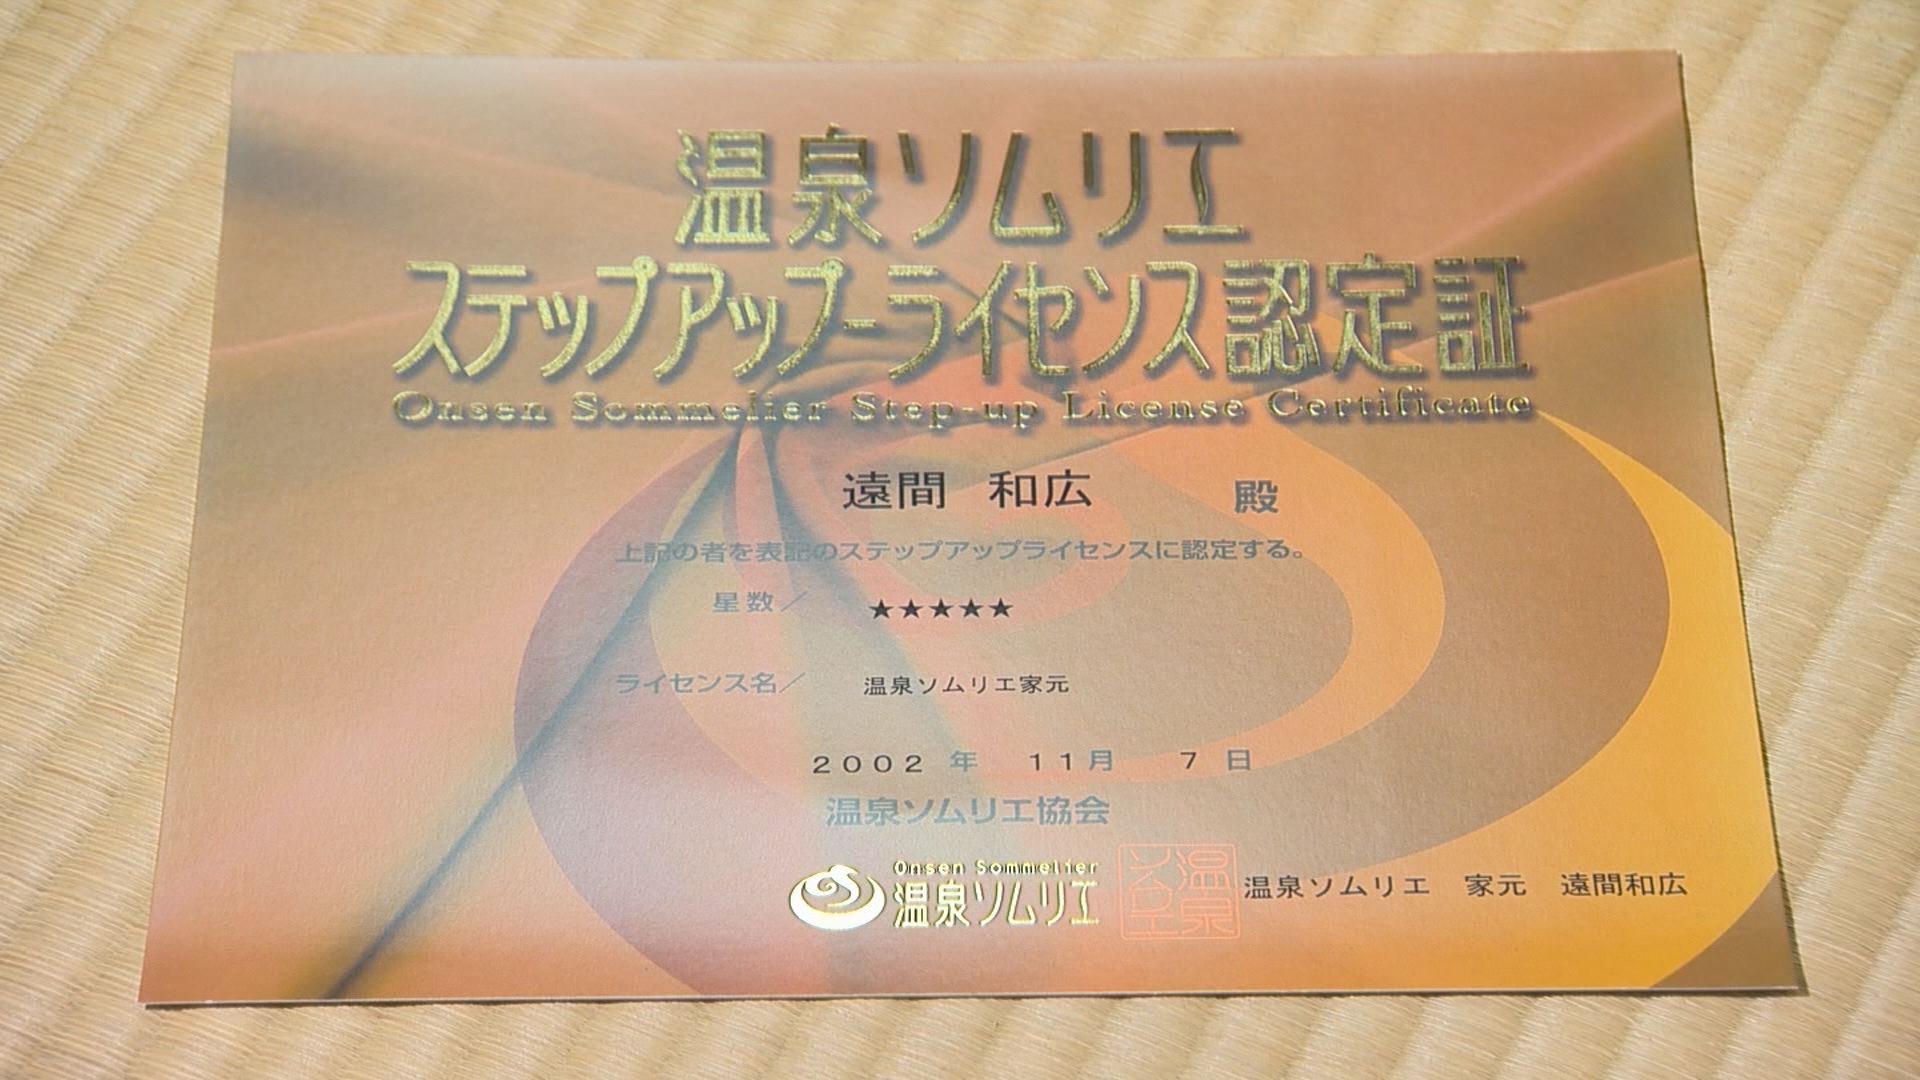 温泉ソムリエ
ステップアップーライセンス認定証
Onsen Sommelier Step-up License Certificate
遠間 和広 殿
上記の者を表記のステップアップライセンスに認定する。
星数／ ★★★★★
ライセンス名／ 温泉ソムリエ家元
2002 年 11月 7 日
温泉ソムリエ協会
Onsen Sommelier
温泉ソムリエ
温泉ソムリエ 家元 遠間和広